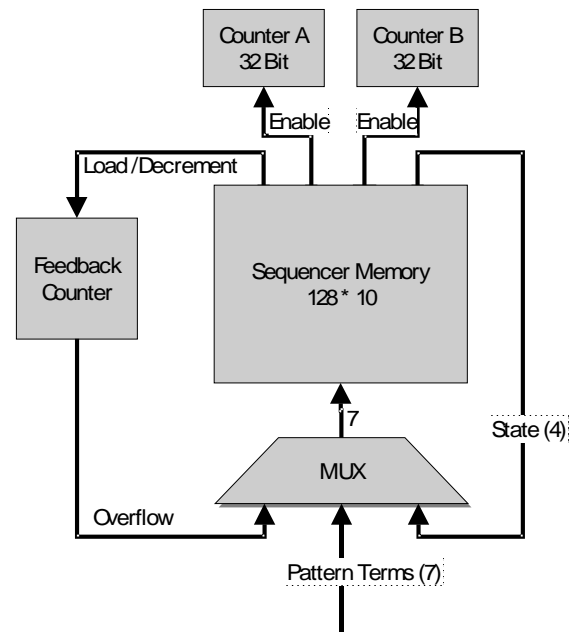 Counter A
32 Bit
Counter B
32 Bit
Enable
Enable
Load / Decrement
Feedback
Counter
Sequencer Memory
128 * 10
7
State (4)
MUX
Overflow
Pattern Terms (7)